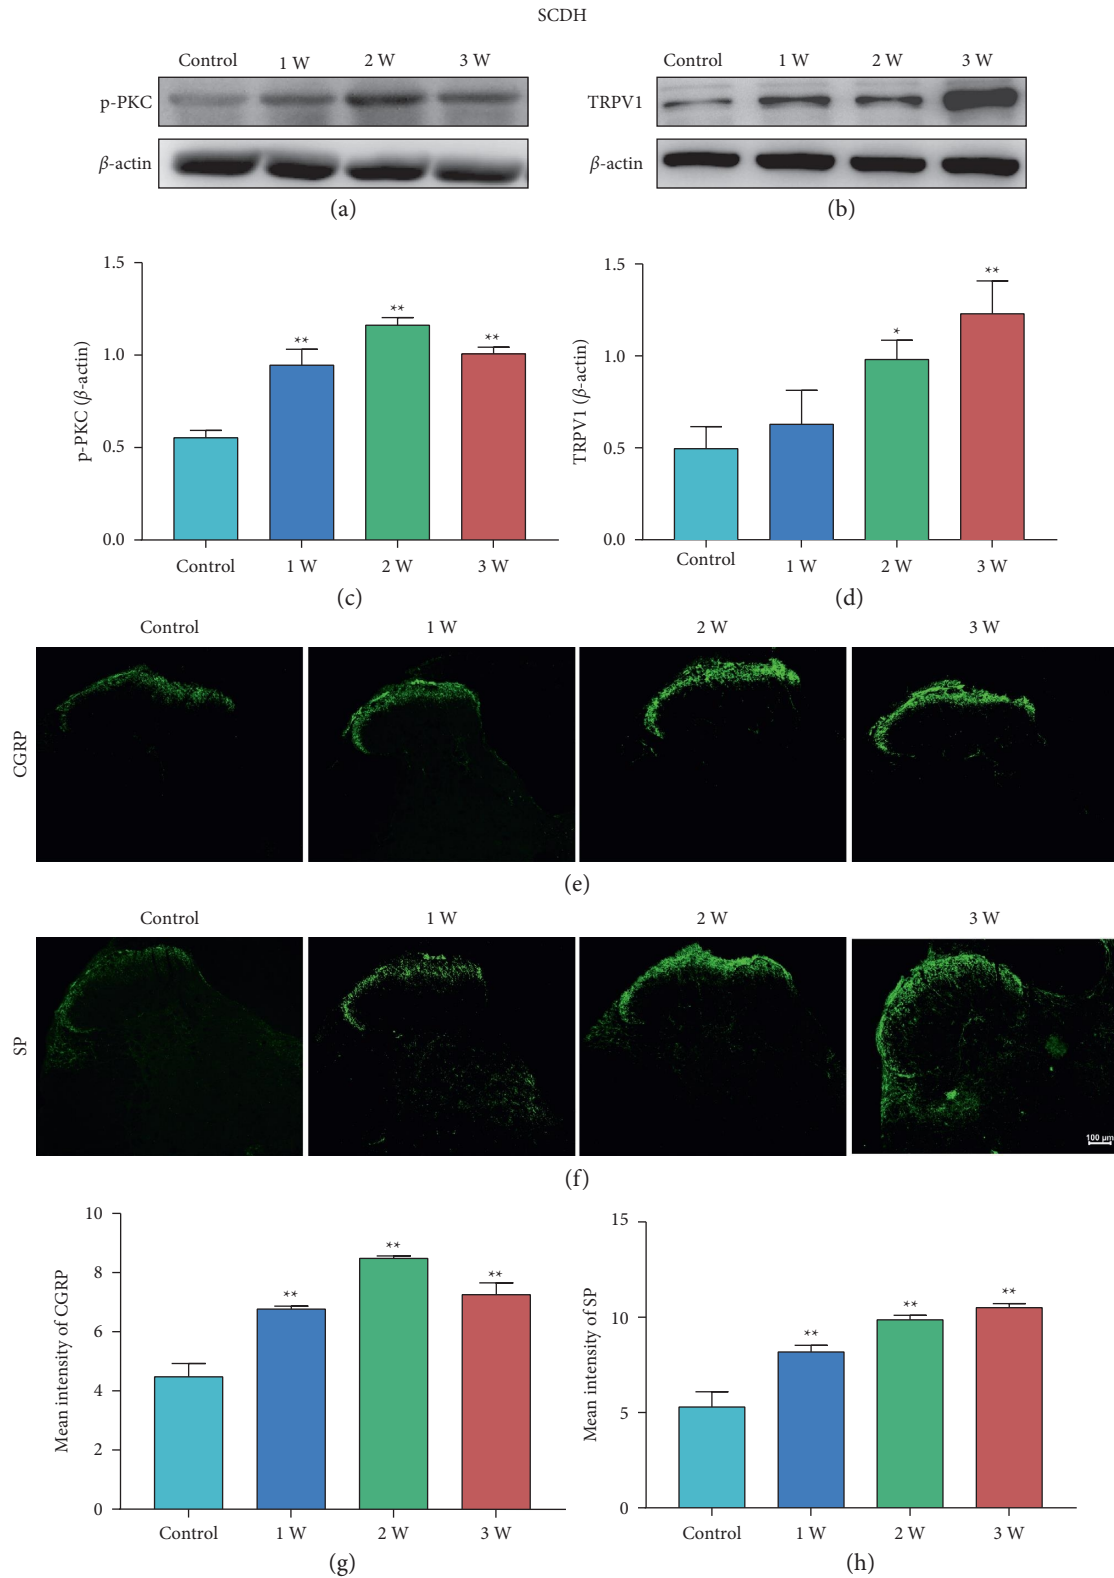 SCDH
Control 1 W 2 W 3 W
p-PKC
β-actin
(a)
Control 1 W 2 W 3 W
TRPV1
β-actin
(b)
1.5
1.0
0.5
0.0
p-PKC (β-actin)
** ** **
Control 1 W 2 W 3 W
(c)
1.5
1.0
0.5
0.0
TRPV1 (β-actin)
* **
Control 1 W 2 W 3 W
(d)
Control 1 W 2 W 3 W
CGRP
(e)
Control 1 W 2 W 3 W
SP
100 µm
(f)
10
8
6
4
2
0
Mean intensity of CGRP
** ** **
Control 1 W 2 W 3 W
(g)
15
10
5
0
Mean intensity of SP
** ** **
Control 1 W 2 W 3 W
(h)